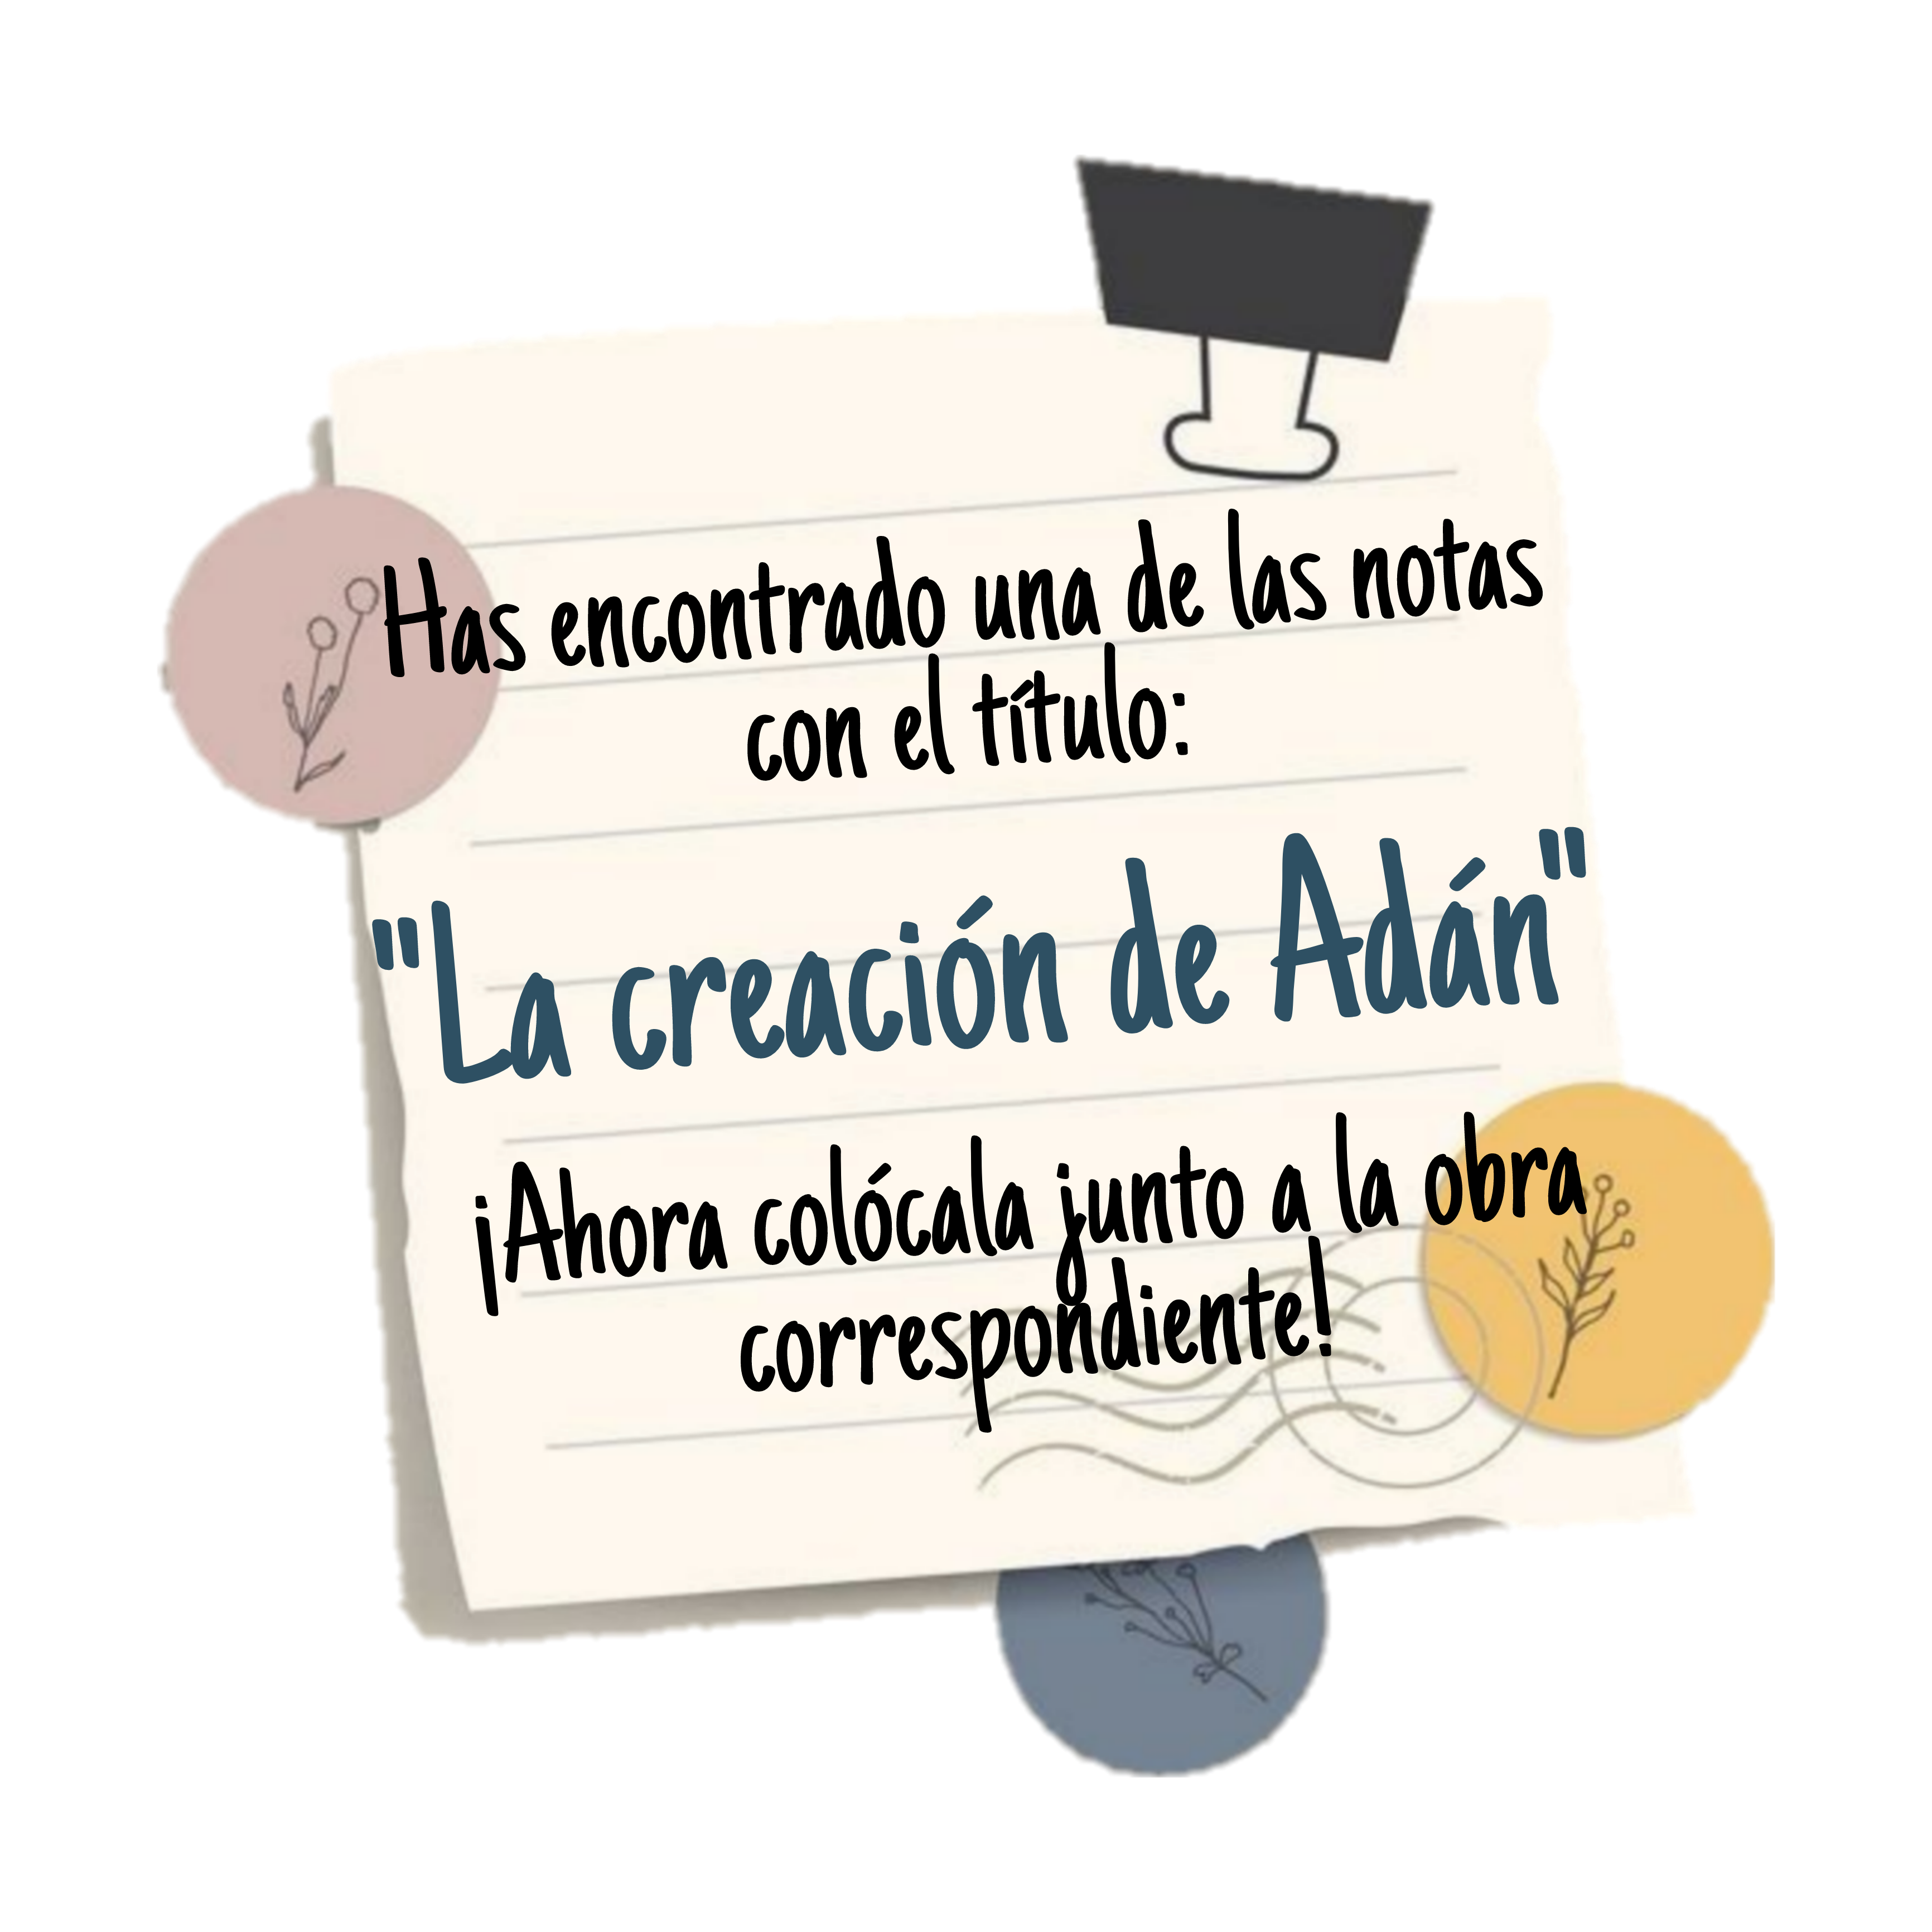 Has encontrado una de las notas
con el título:
"La creación de Adán"
¡Ahora colócala junto a la obra
correspondiente!